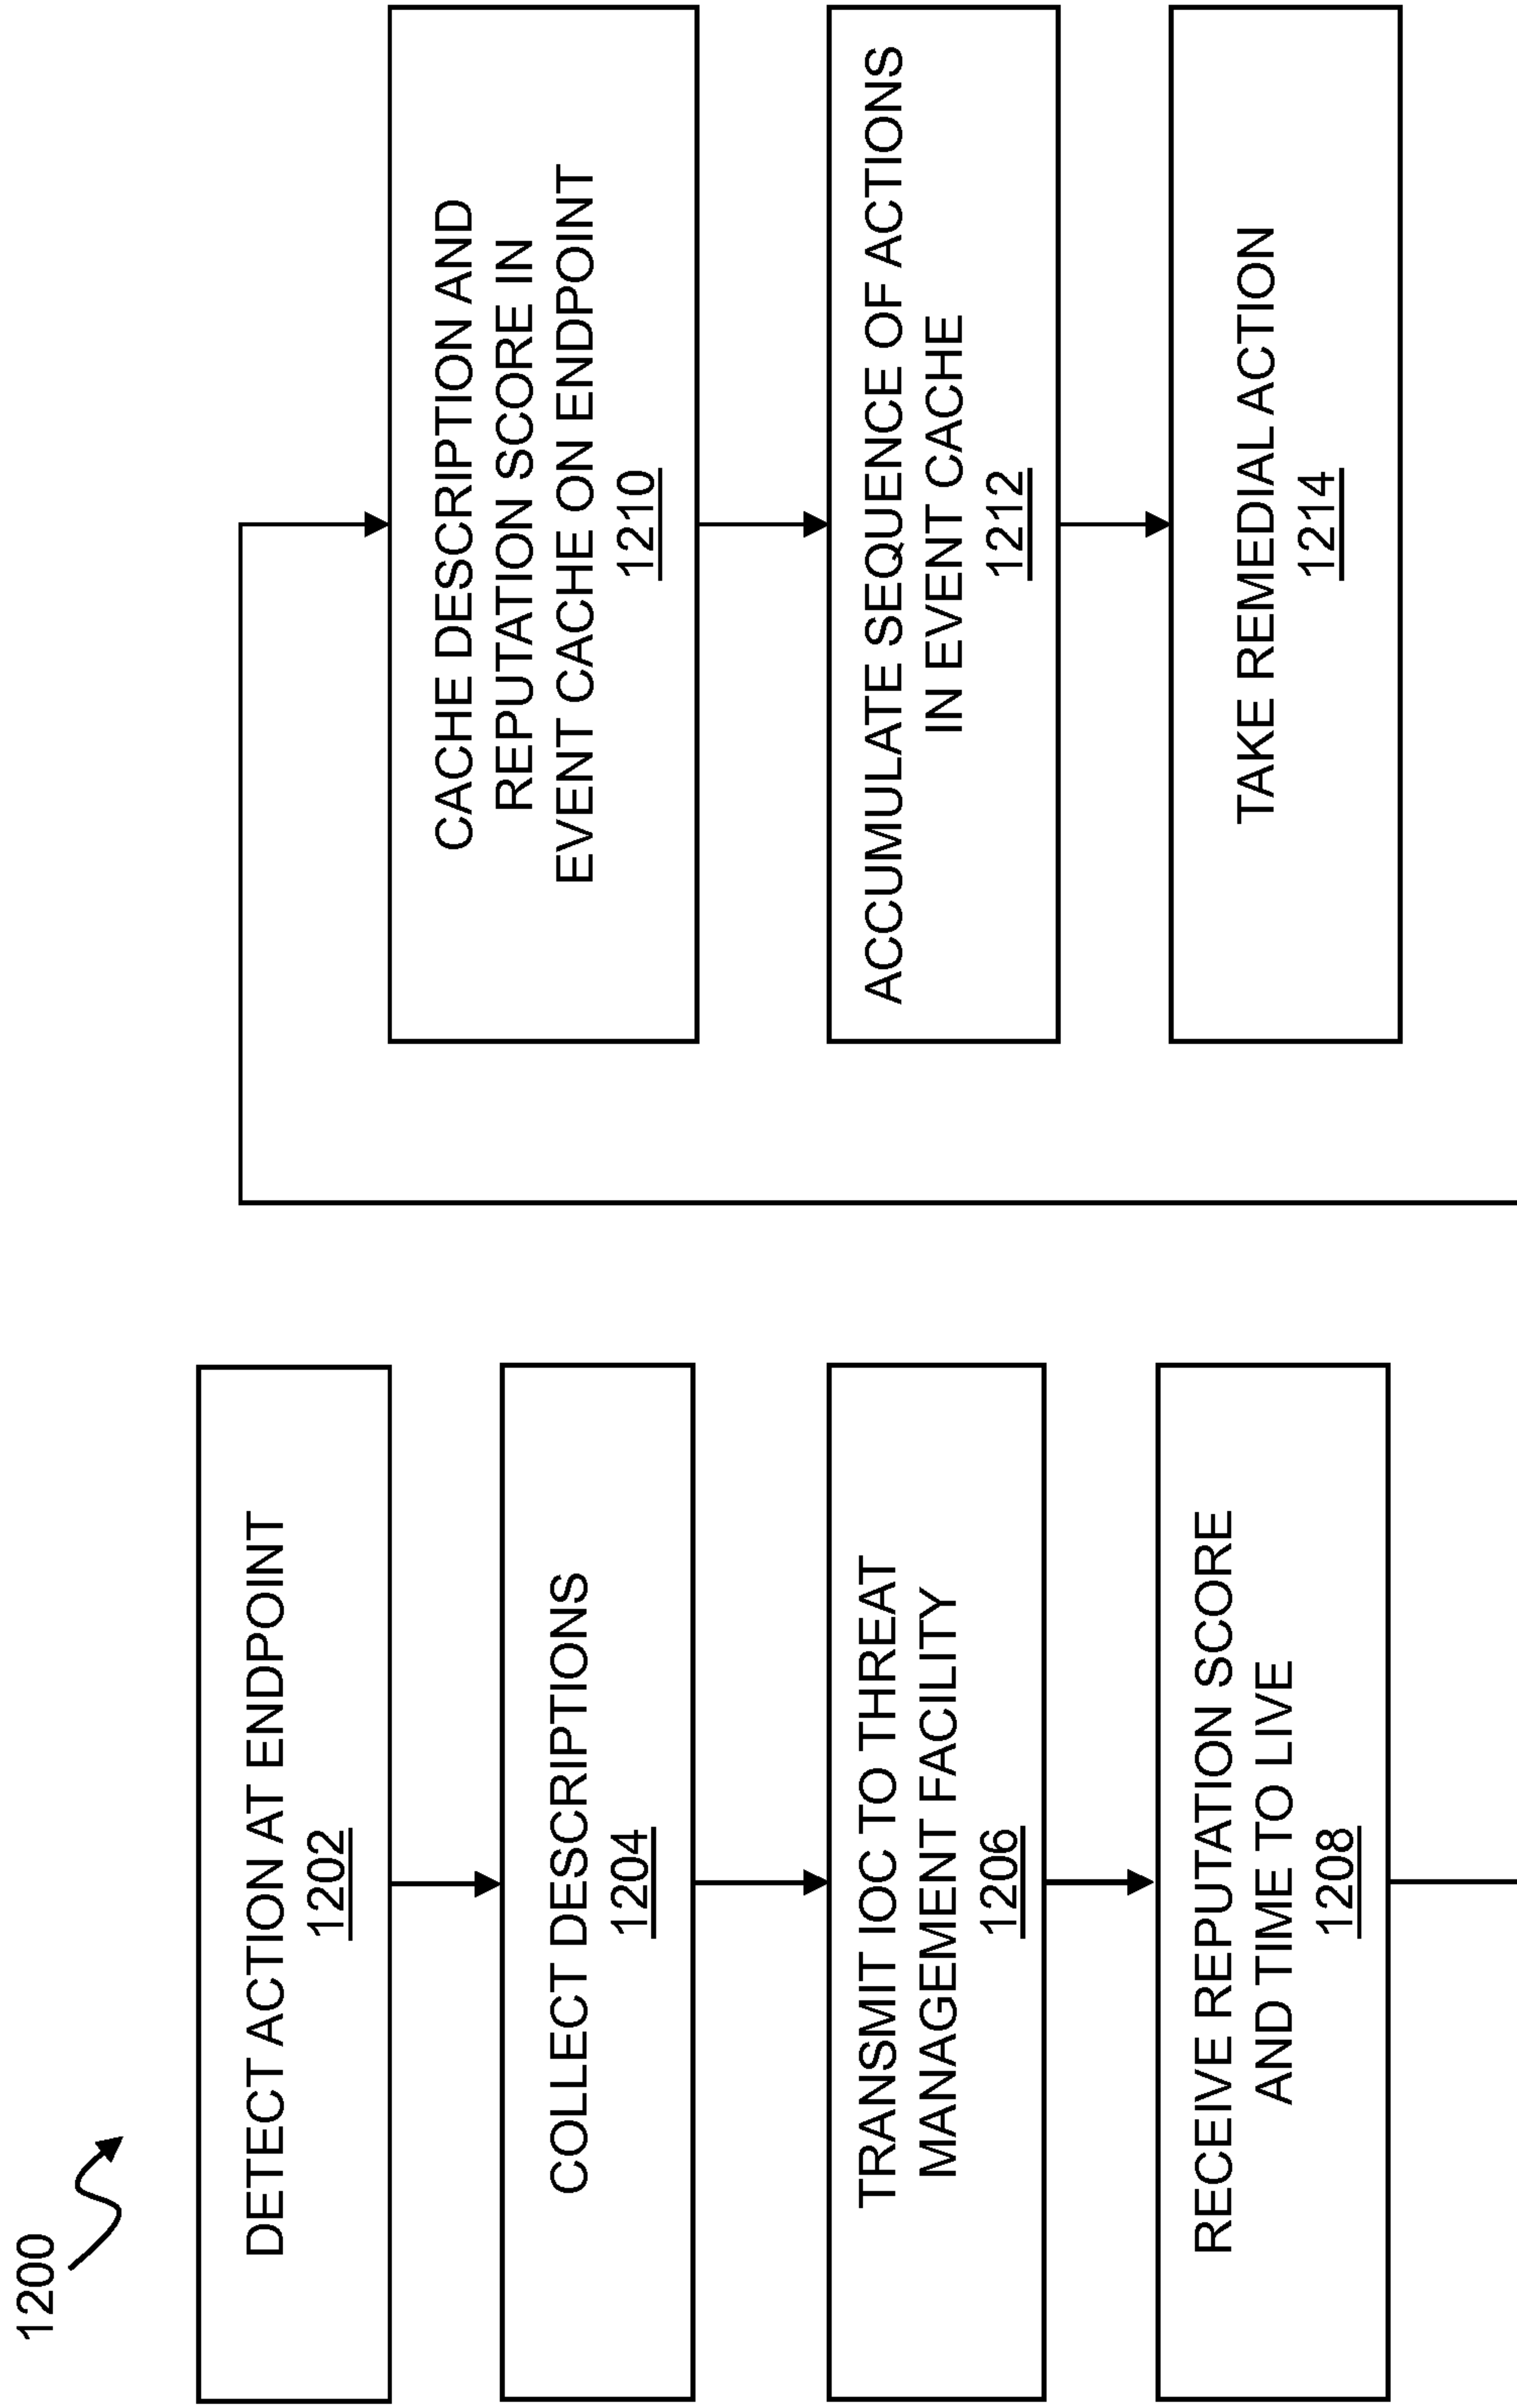 1200
DETECT ACTION AT ENDPOINT
1202
COLLECT DESCRIPTIONS
1204
TRANSMIT IOC TO THREAT
MANAGEMENT FACILITY
1206
RECEIVE REPUTATION SCORE
AND TIME TO LIVE
1208
CACHE DESCRIPTION AND
REPUTATION SCORE IN
EVENT CACHE ON ENDPOINT
1210
ACCUMULATE SEQUENCE OF ACTIONS
IN EVENT CACHE
1212
TAKE REMEDIAL ACTION
1214